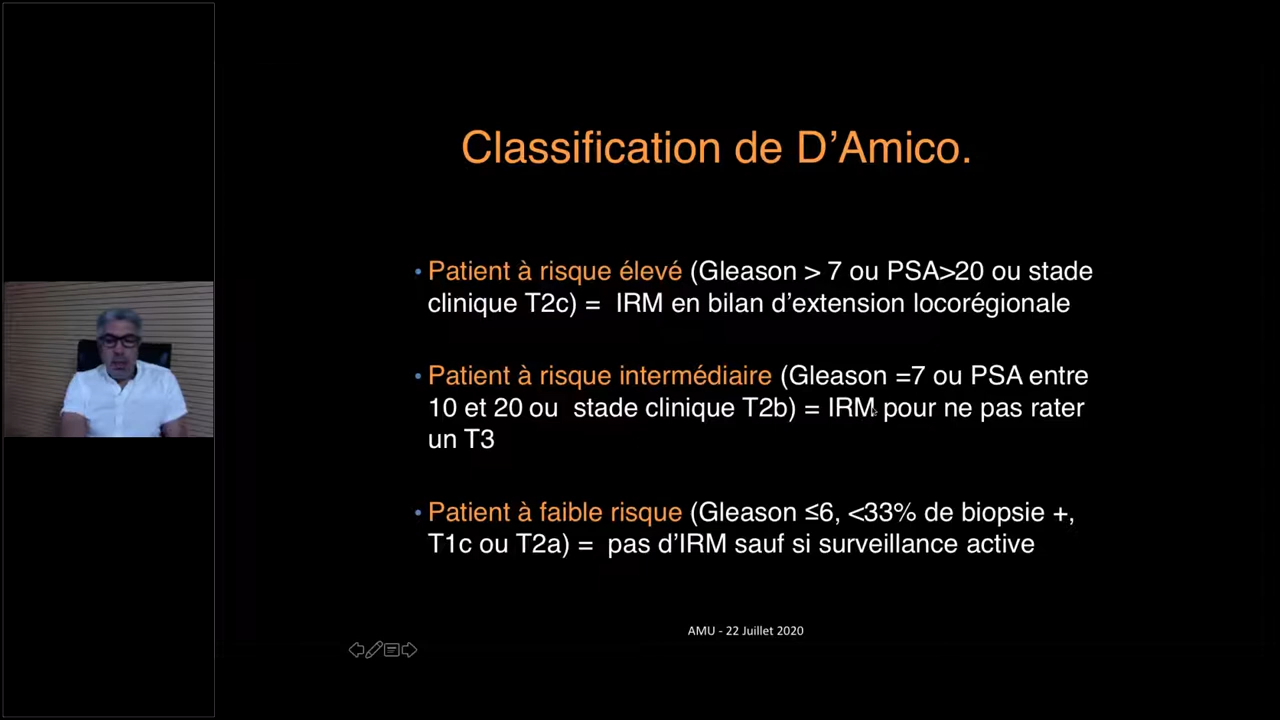 Classification de D’Amico.
• Patient à risque élevé (Gleason > 7 ou PSA>20 ou stade
clinique T2c) = IRM en bilan d’extension locorégionale
• Patient à risque intermédiaire (Gleason =7 ou PSA entre
10 et 20 ou stade clinique T2b) = IRM pour ne pas rater
un T3
• Patient à faible risque (Gleason ≤6, <33% de biopsie +,
T1c ou T2a) = pas d’IRM sauf si surveillance active
AMU - 22 Juillet 2020